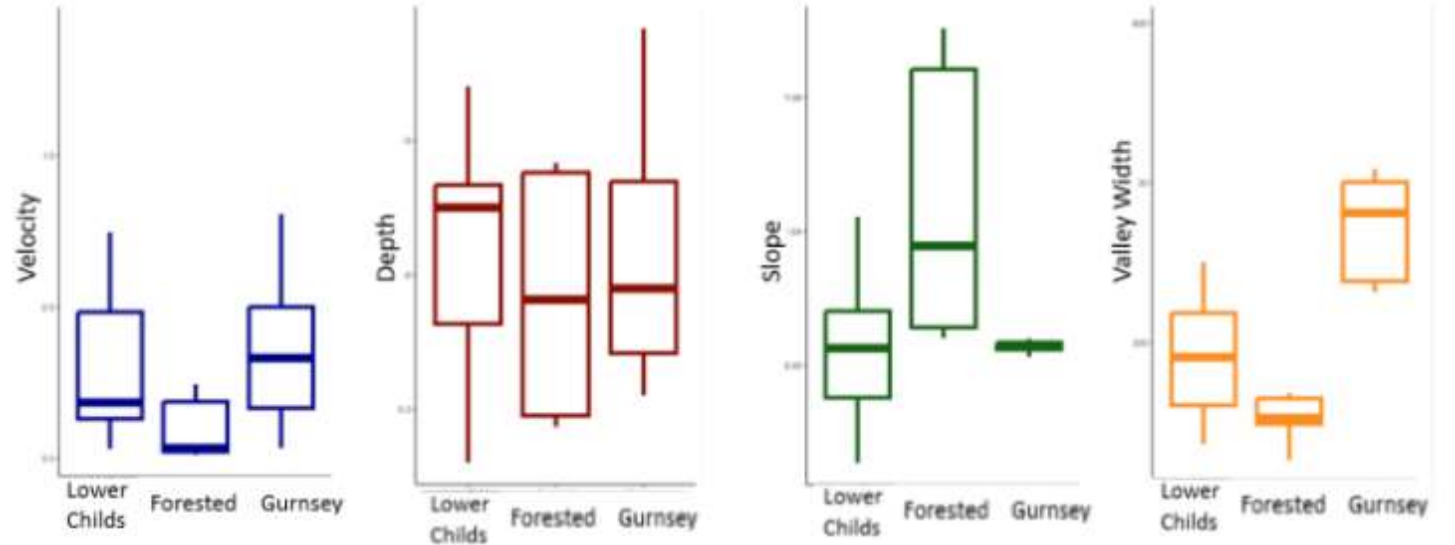 Velocity
Lower
Childs
Forested
Gurnsey
Depth
Lower
Childs
Forested
Gurnsey
Slope
Lower
Childs
Forested
Gurnsey
Valley Width
Lower
Childs
Forested
Gurnsey